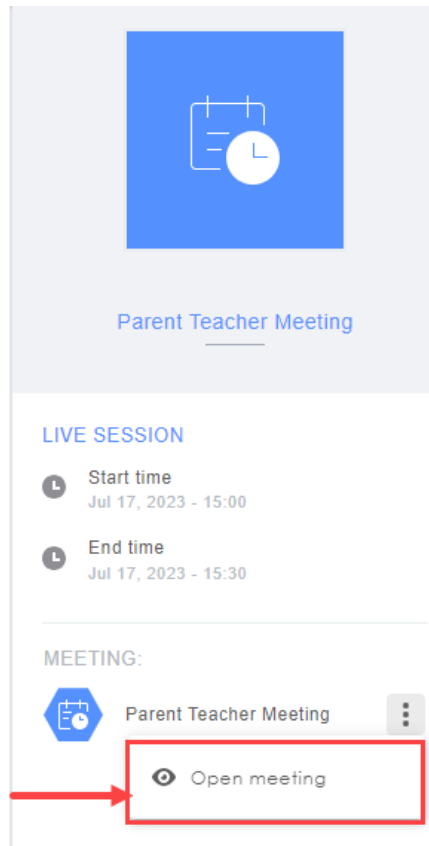 Parent Teacher Meeting
LIVE SESSION
Start time
Jul 17, 2023 - 15:00
End time
Jul 17, 2023 - 15:30
MEETING:
Parent Teacher Meeting
Open meeting